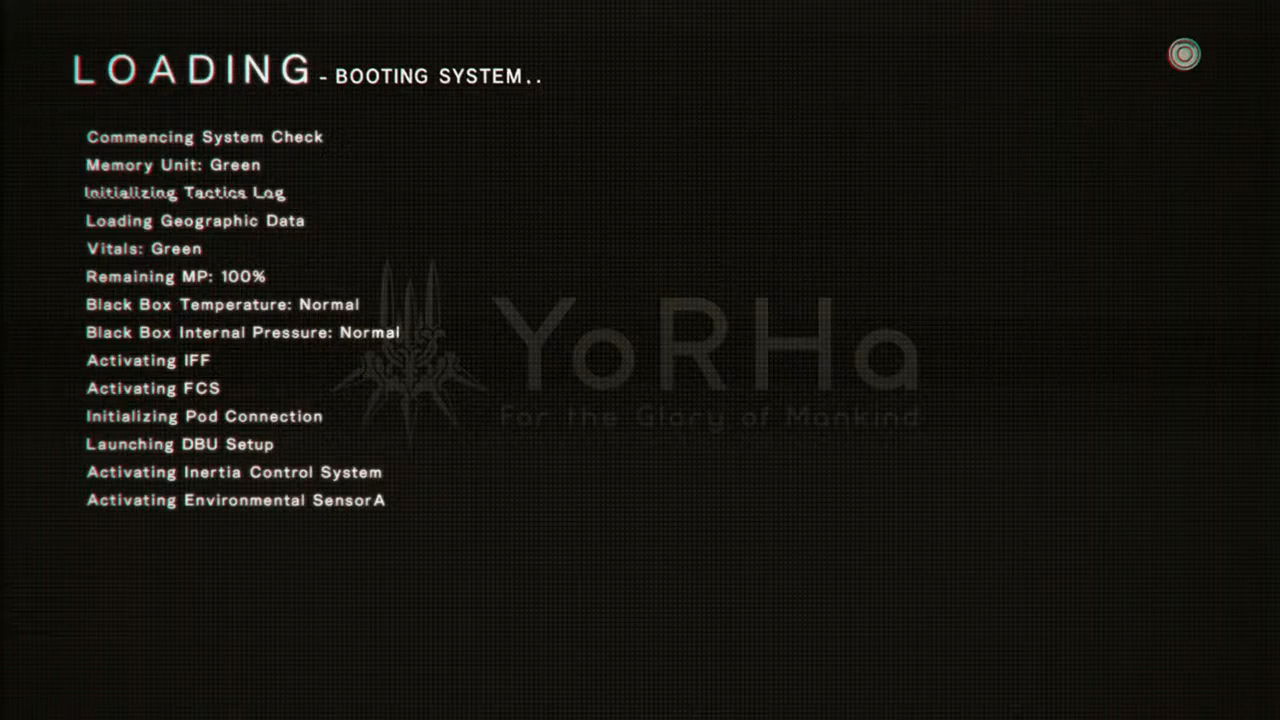 LOADING - BOOTING SYSTEM..
Commencing System Check
Memory Unit: Green
Initializing Tactics Log
Loading Geographic Data
Vitals: Green
Remaining MP: 100%
Black Box Temperature: Normal
Black Box Internal Pressure: Normal
Activating IFF
Activating FCS
Initializing Pod Connection
Launching DBU Setup
Activating Inertia Control System
Activating Environmental SensorA
YoRHa
For the Glory of Mankind